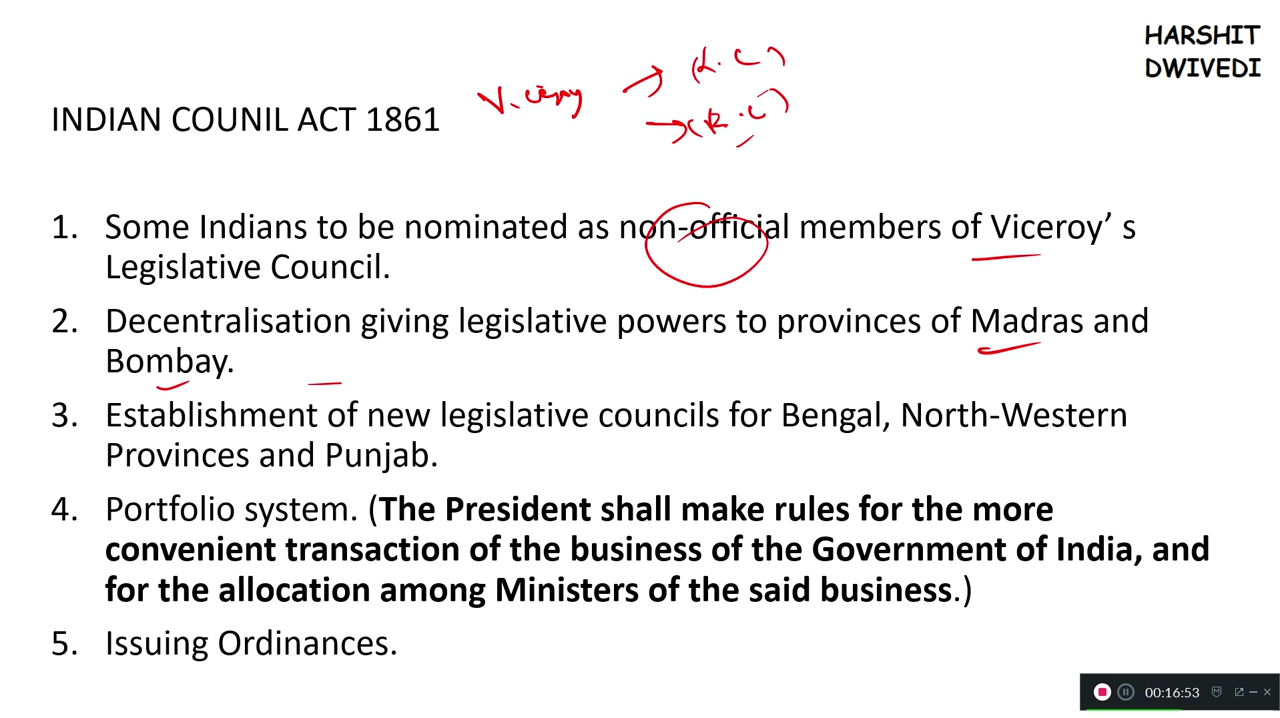 HARSHIT
DWIVEDI
Viceroy → (L.C)
→ (E.C)
INDIAN COUNIL ACT 1861
1. Some Indians to be nominated as non-official members of Viceroy’ s
Legislative Council.
2. Decentralisation giving legislative powers to provinces of Madras and
Bombay.
3. Establishment of new legislative councils for Bengal, North-Western
Provinces and Punjab.
4. Portfolio system. (The President shall make rules for the more
convenient transaction of the business of the Government of India, and
for the allocation among Ministers of the said business.)
5. Issuing Ordinances.
00:16:53